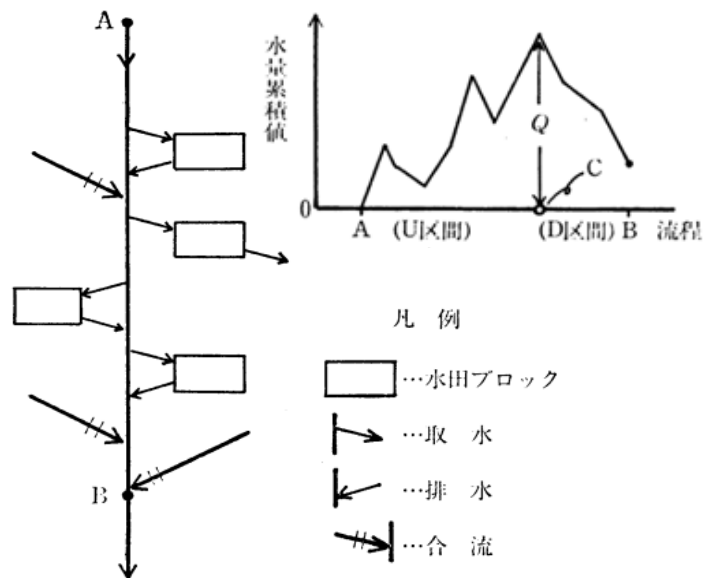 A
B
水量累積値
0
Q
C
A
(U区間)
(D区間)
B
流程
凡 例
…水田ブロック
…取 水
…排 水
…合 流